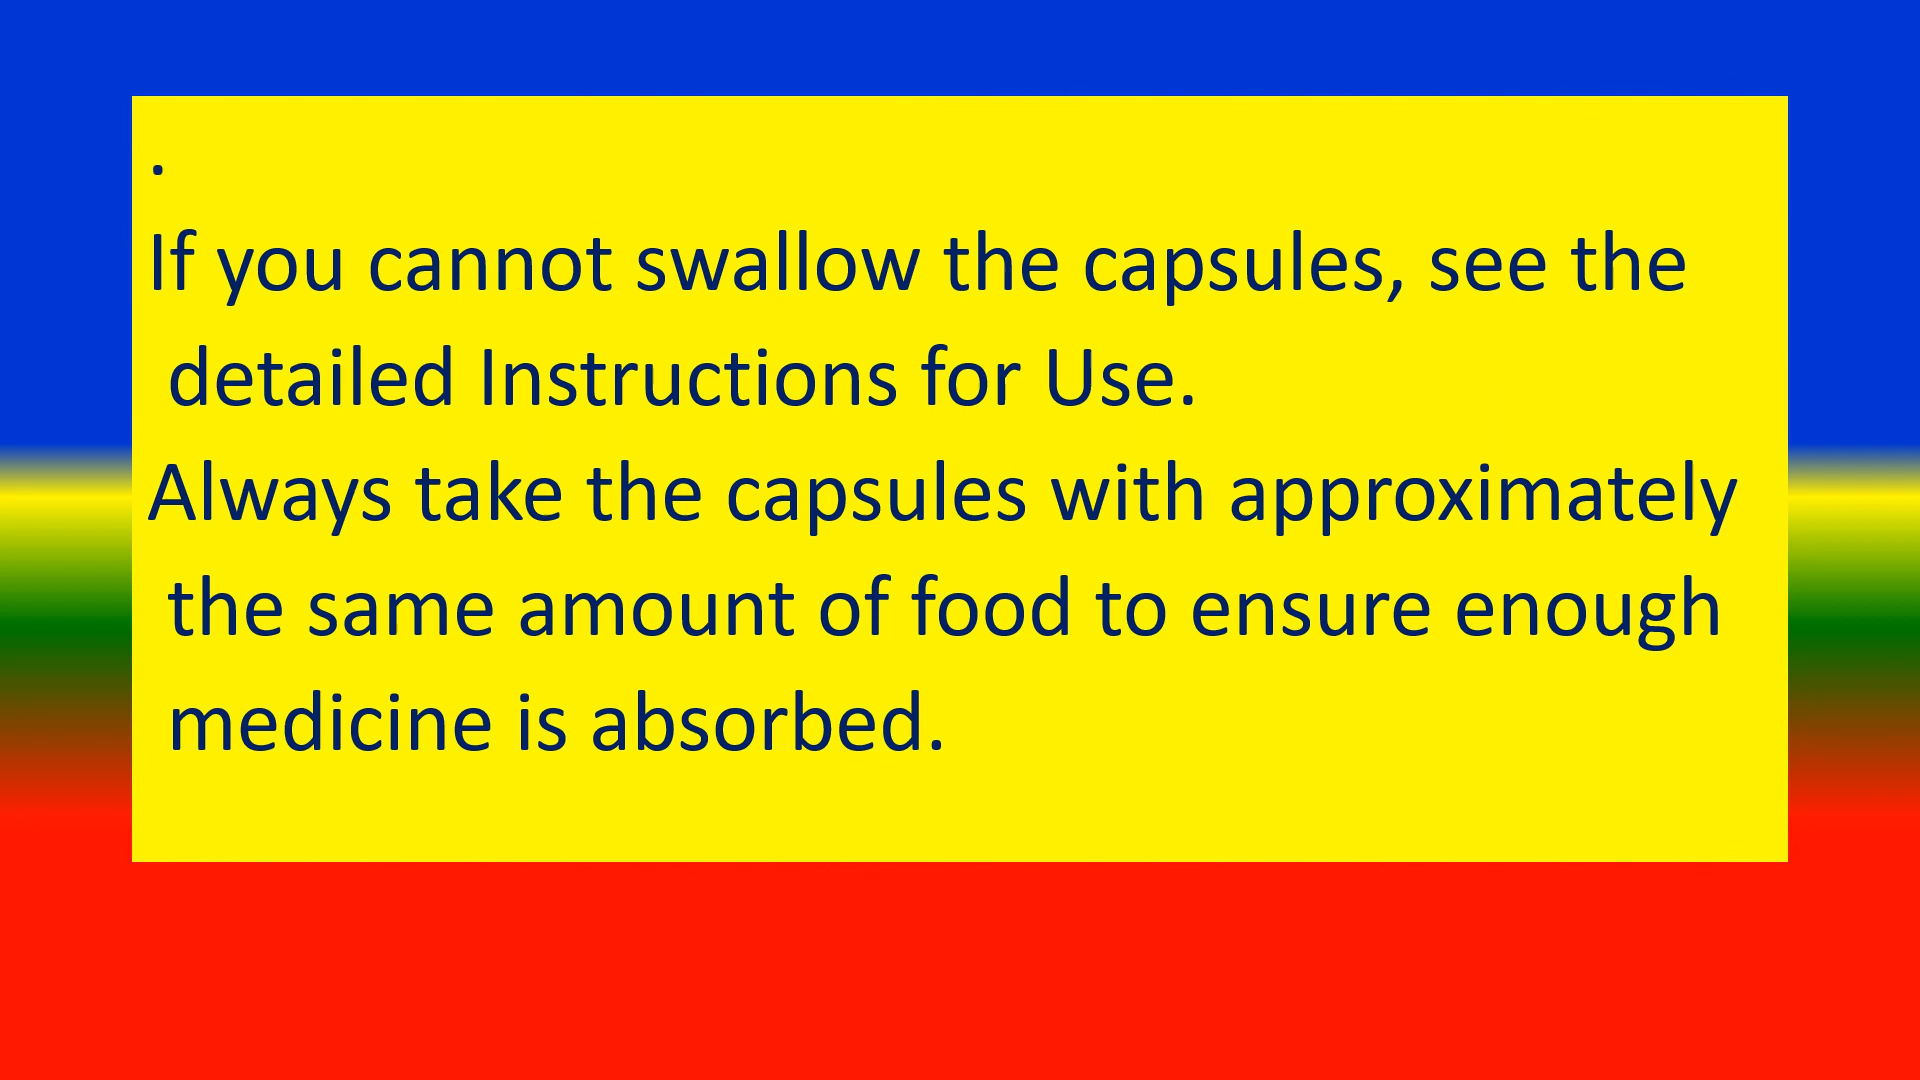 .
If you cannot swallow the capsules, see the
detailed Instructions for Use.
Always take the capsules with approximately
the same amount of food to ensure enough
medicine is absorbed.